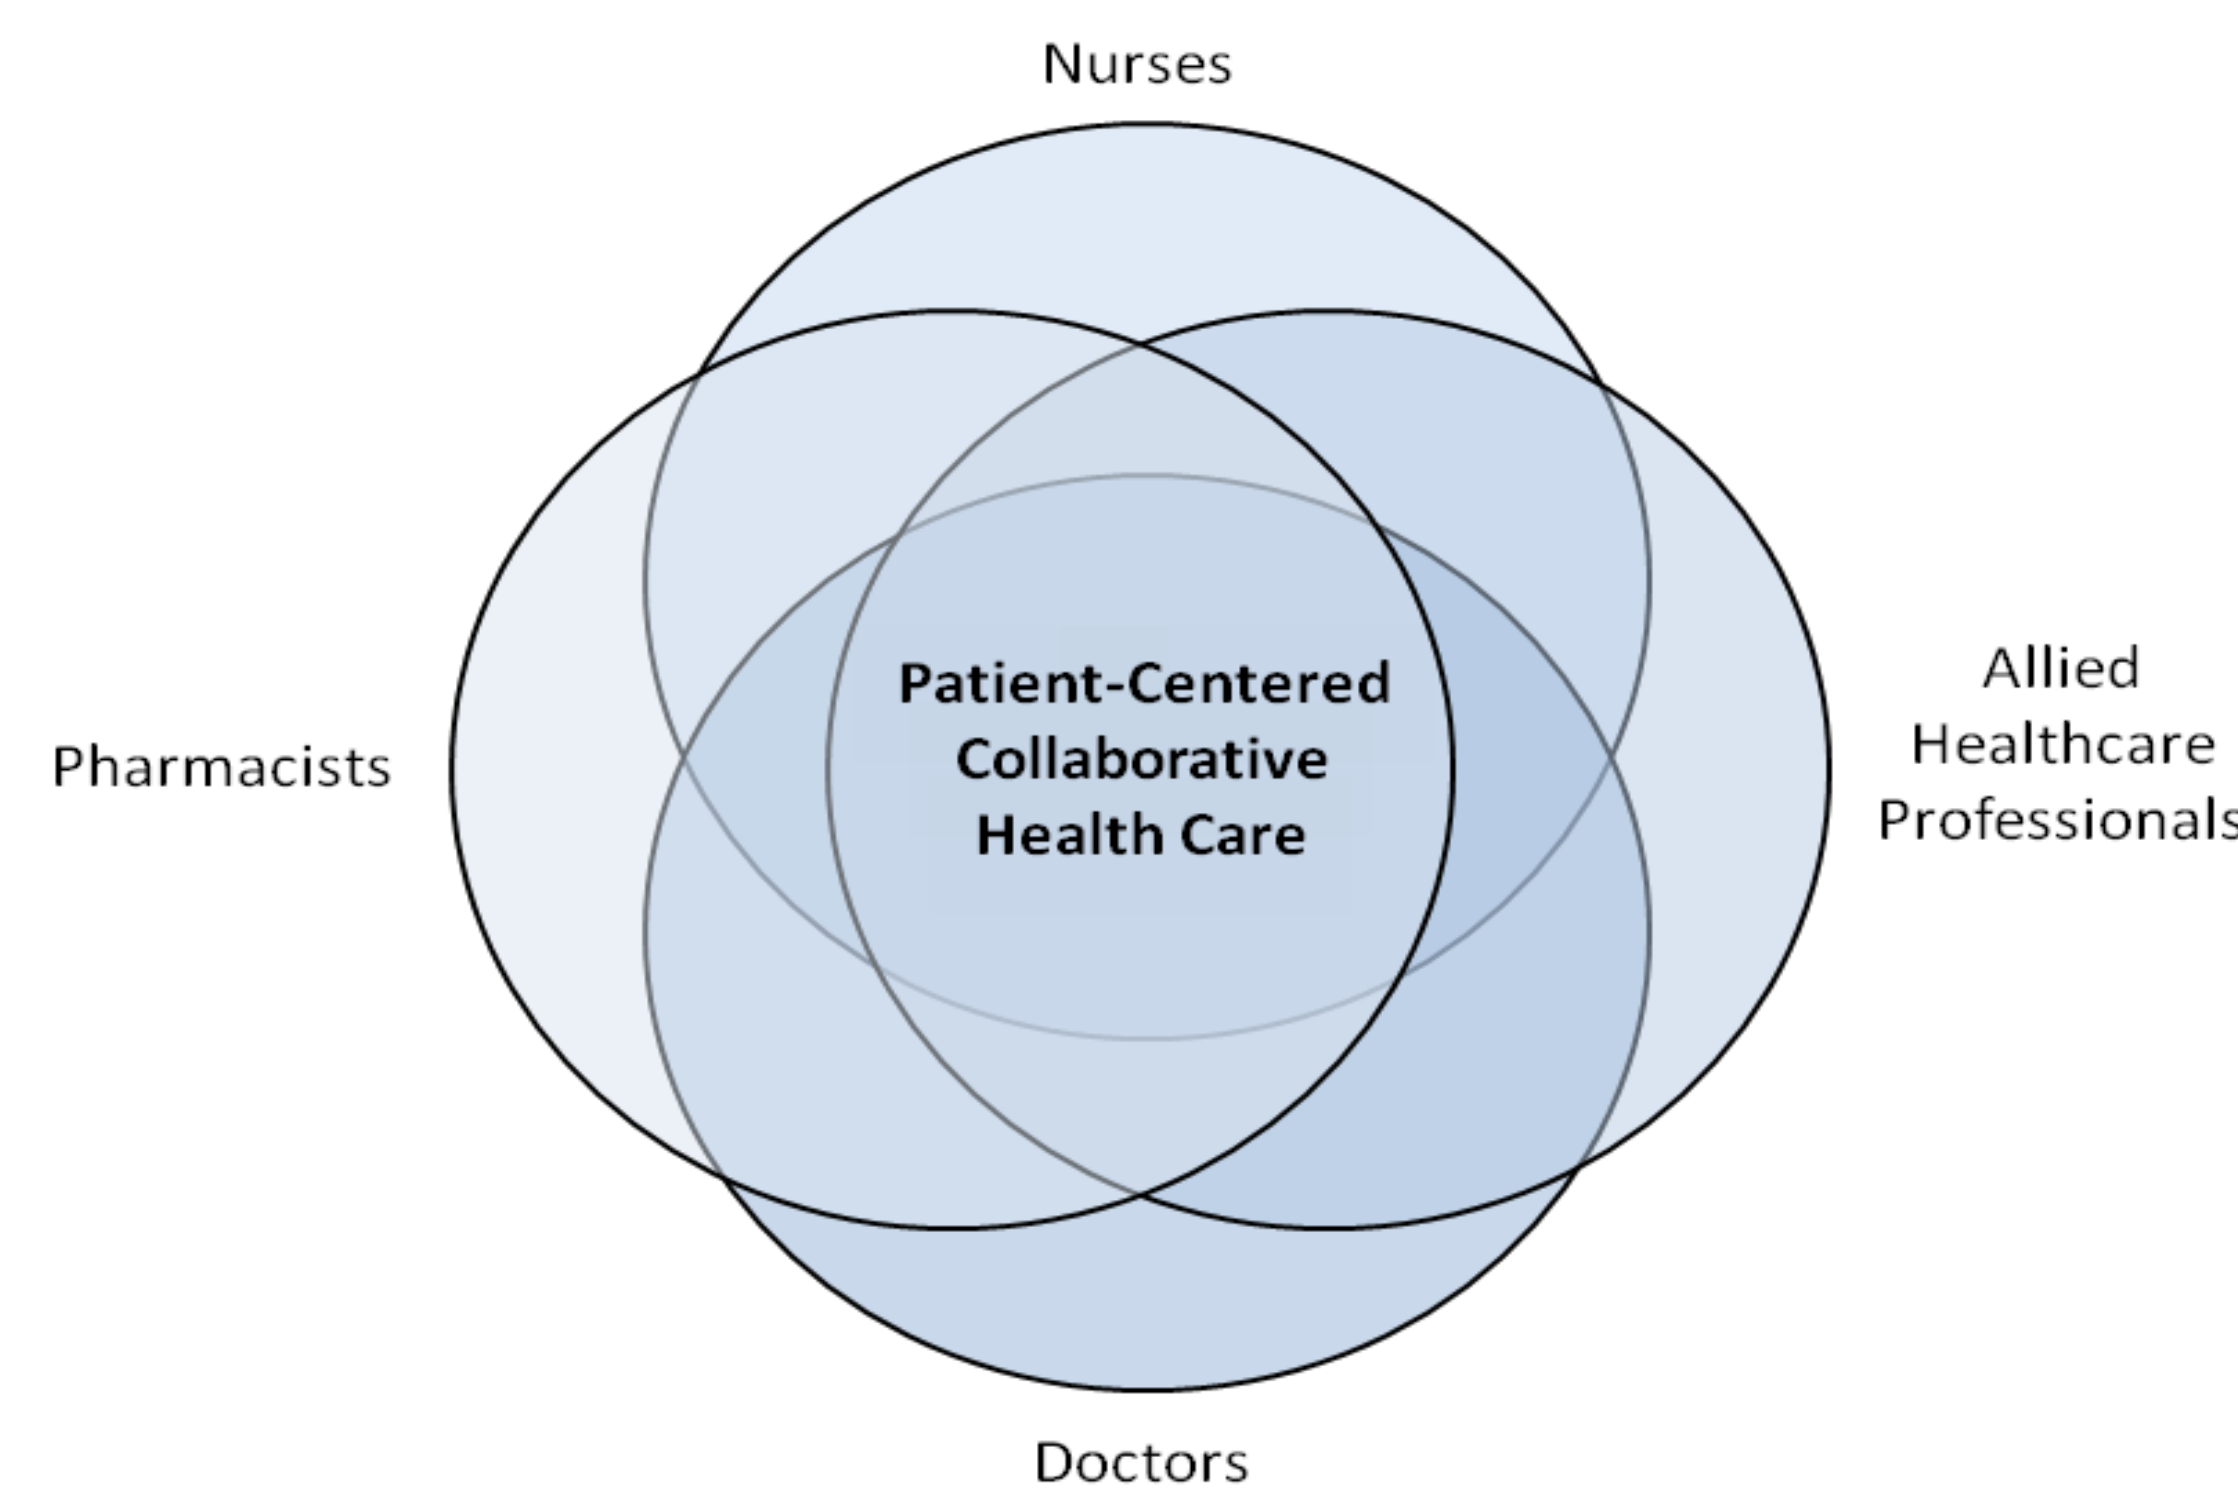 Nurses
Pharmacists
Patient-Centered
Collaborative
Health Care
Allied
Healthcare
Professionals
Doctors